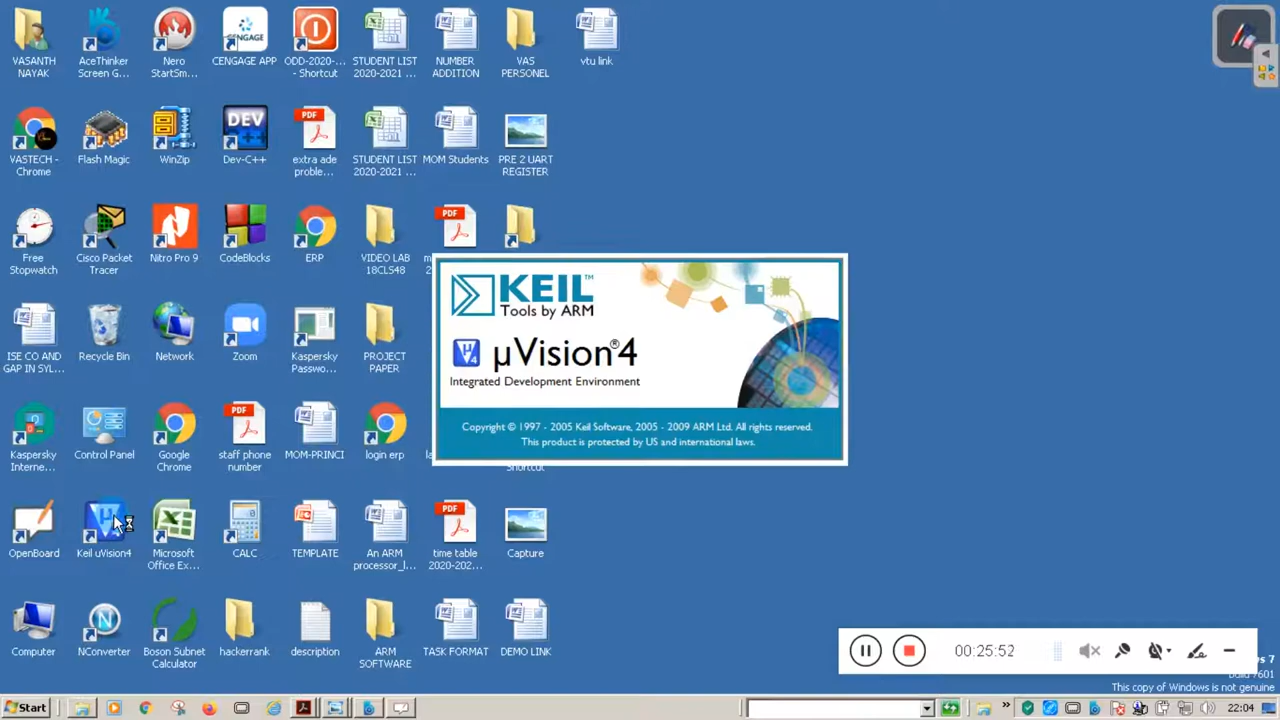 VASANTH
NAYAK
AceThinker
Screen G...
Nero
StartSm...
CENGAGE
CENGAGE APP
ODD-2020-...
- Shortcut
STUDENT LIST
2020-2021 ...
NUMBER
ADDITION
VAS
PERSONEL
vtu link
VASTECH -
Chrome
Flash Magic
WinZip
DEV
C++
Dev-C++
PDF
extra ade
proble...
STUDENT LIST
2020-2021 ...
MOM Students
PRE 2 UART
REGISTER
Free
Stopwatch
Cisco Packet
Tracer
Nitro Pro 9
CodeBlocks
ERP
VIDEO LAB
18CLS48
PDF
KEIL™
Tools by ARM
μVision®4
Integrated Development Environment
Copyright © 1997 - 2005 Keil Software, 2005 - 2009 ARM Ltd. All rights reserved.
This product is protected by US and international laws.
ISE CO AND
GAP IN SYL...
Recycle Bin
Network
Zoom
Kaspersky
Passwo...
PROJECT
PAPER
Kaspersky
Interne...
Control Panel
Google
Chrome
PDF
staff phone
number
MOM-PRINCI
login erp
Shortcut
OpenBoard
Keil uVision4
Microsoft
Office Ex...
CALC
TEMPLATE
An ARM
processor_l...
PDF
time table
2020-202...
Capture
Computer
NConverter
Boson Subnet
Calculator
hackerrank
description
ARM
SOFTWARE
TASK FORMAT
DEMO LINK
00:25:52
This copy of Windows is not genuine
Start
22:04